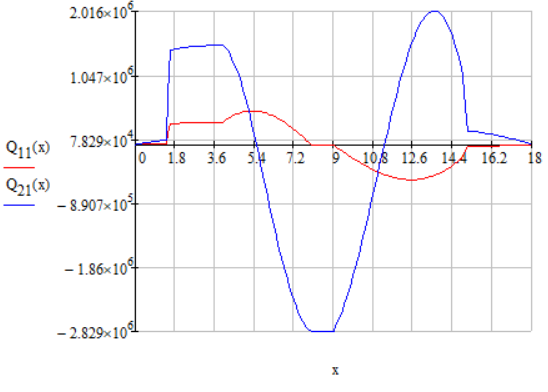 2.016×10⁶
1.047×10⁶
7.829×10⁴
−8.907×10⁵
−1.86×10⁶
−2.829×10⁶
Q₁₁(x)
Q₂₁(x)
0 1.8 3.6 5.4 7.2 9 10.8 12.6 14.4 16.2 18
x